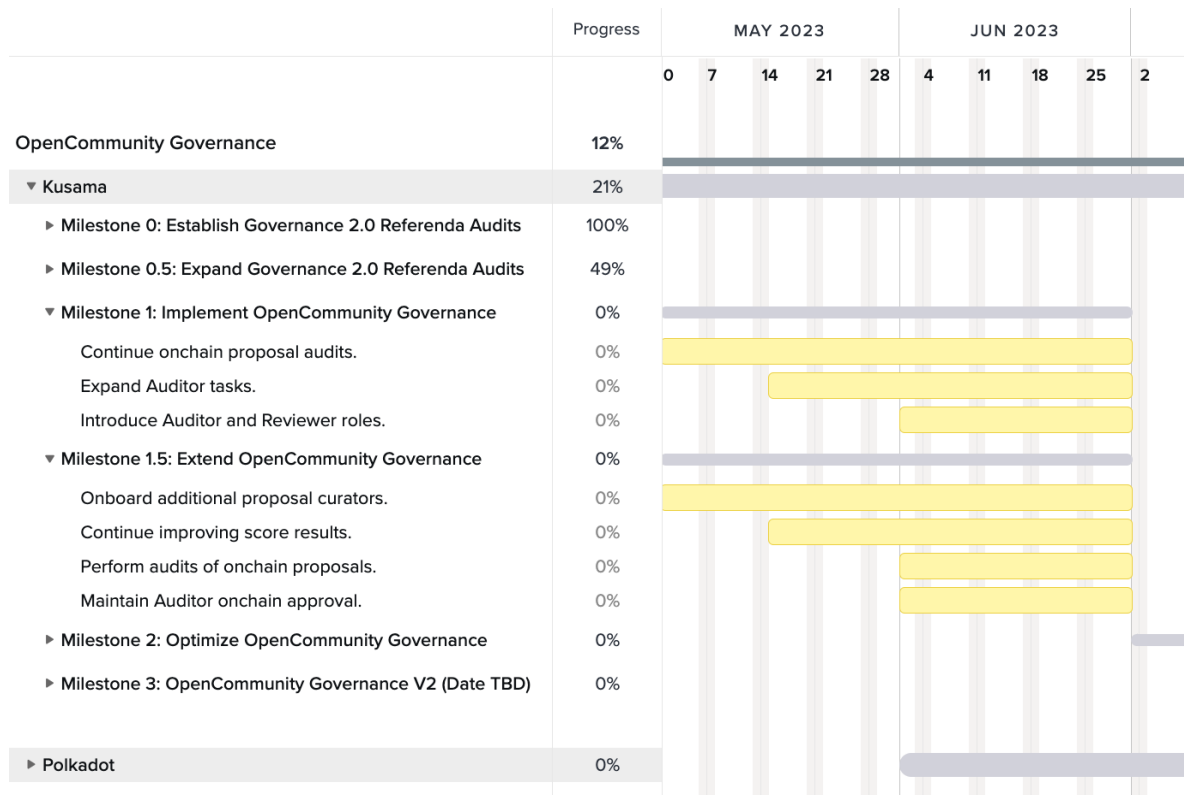 Progress
MAY 2023
JUN 2023
0 7 14 21 28 4 11 18 25 2
OpenCommunity Governance 12%
Kusama 21%
Milestone 0: Establish Governance 2.0 Referenda Audits 100%
Milestone 0.5: Expand Governance 2.0 Referenda Audits 49%
Milestone 1: Implement OpenCommunity Governance 0%
Continue onchain proposal audits. 0%
Expand Auditor tasks. 0%
Introduce Auditor and Reviewer roles. 0%
Milestone 1.5: Extend OpenCommunity Governance 0%
Onboard additional proposal curators. 0%
Continue improving score results. 0%
Perform audits of onchain proposals. 0%
Maintain Auditor onchain approval. 0%
Milestone 2: Optimize OpenCommunity Governance 0%
Milestone 3: OpenCommunity Governance V2 (Date TBD) 0%
Polkadot 0%